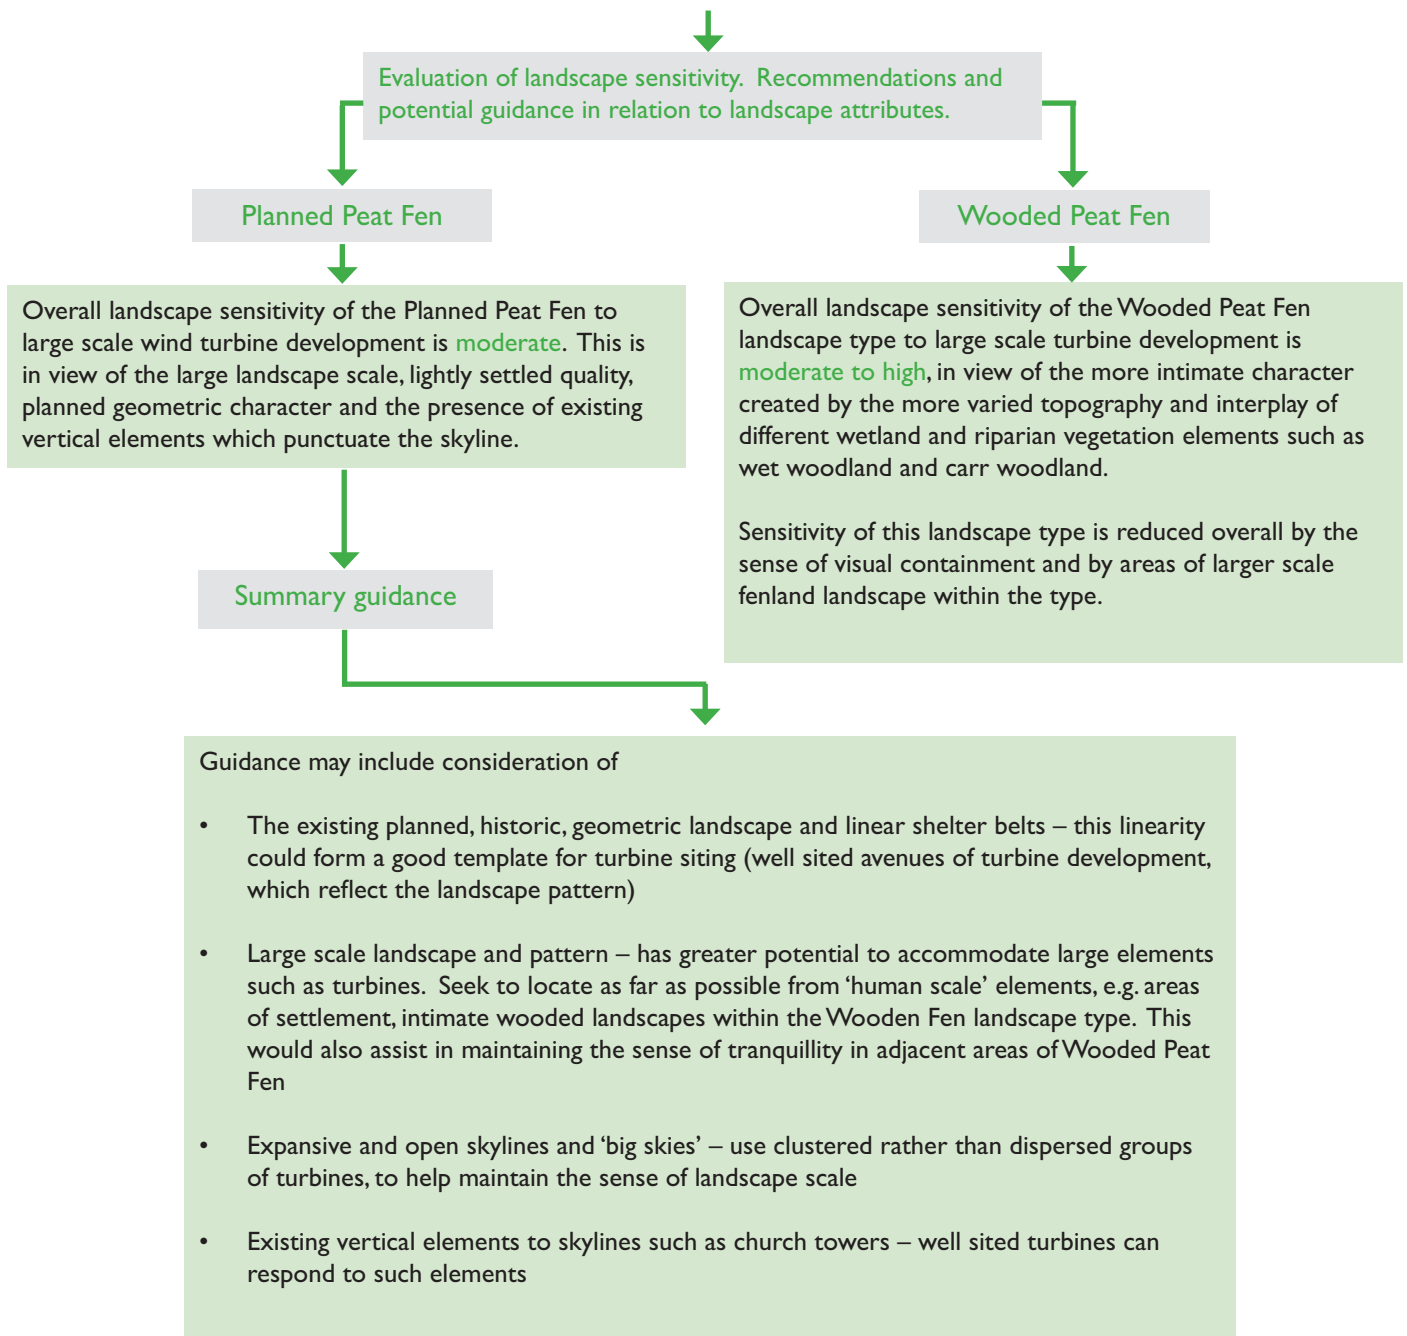 Evaluation of landscape sensitivity.  Recommendations and
potential guidance in relation to landscape attributes.
Planned Peat Fen
Wooded Peat Fen
Overall landscape sensitivity of the Planned Peat Fen to
large scale wind turbine development is moderate.  This is
in view of the large landscape scale, lightly settled quality,
planned geometric character and the presence of existing
vertical elements which punctuate the skyline.
Overall landscape sensitivity of the Wooded Peat Fen
landscape type to large scale turbine development is
moderate to high, in view of the more intimate character
created by the more varied topography and interplay of
different wetland and riparian vegetation elements such as
wet woodland and carr woodland.
Sensitivity of this landscape type is reduced overall by the
sense of visual containment and by areas of larger scale
fenland landscape within the type.
Summary guidance
Guidance may include consideration of
• The existing planned, historic, geometric landscape and linear shelter belts – this linearity
could form a good template for turbine siting (well sited avenues of turbine development,
which reflect the landscape pattern)
• Large scale landscape and pattern – has greater potential to accommodate large elements
such as turbines.  Seek to locate as far as possible from ‘human scale’ elements, e.g. areas
of settlement, intimate wooded landscapes within the Wooden Fen landscape type.  This
would also assist in maintaining the sense of tranquillity in adjacent areas of Wooded Peat
Fen
• Expansive and open skylines and ‘big skies’ – use clustered rather than dispersed groups
of turbines, to help maintain the sense of landscape scale
• Existing vertical elements to skylines such as church towers – well sited turbines can
respond to such elements